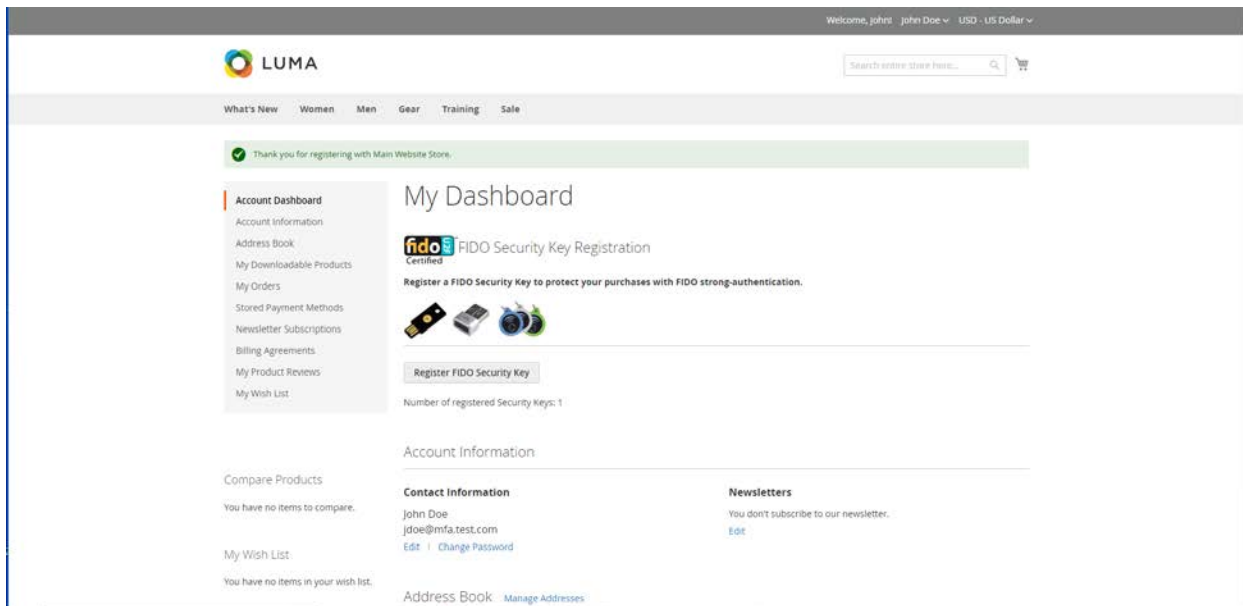 Welcome, John! John Doe USD - US Dollar
LUMA
Search entire store here...
What's New Women Men Gear Training Sale
Thank you for registering with Main Website Store.
Account Dashboard
Account Information
Address Book
My Downloadable Products
My Orders
Stored Payment Methods
Newsletter Subscriptions
Billing Agreements
My Product Reviews
My Wish List
Compare Products
You have no items to compare.
My Wish List
You have no items in your wish list.
My Dashboard
fido Certified
FIDO Security Key Registration
Register a FIDO Security Key to protect your purchases with FIDO strong-authentication.
Register FIDO Security Key
Number of registered Security Keys: 1
Account Information
Contact Information
John Doe
jdoe@mfa.test.com
Edit | Change Password
Newsletters
You don't subscribe to our newsletter.
Edit
Address Book Manage Addresses